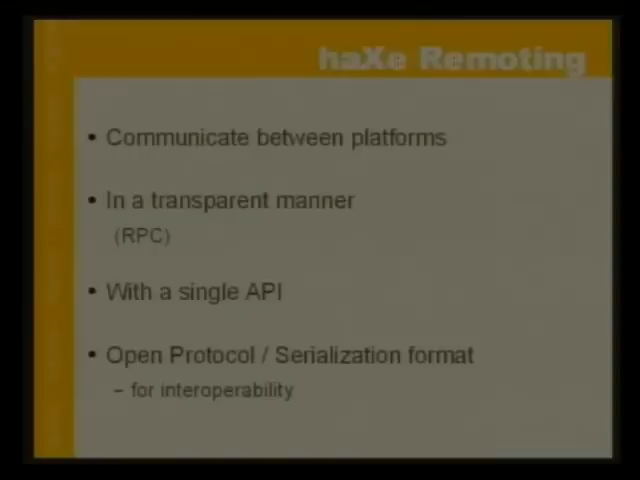 haXe Remoting
• Communicate between platforms
• In a transparent manner
(RPC)
• With a single API
• Open Protocol / Serialization format
– for interoperability